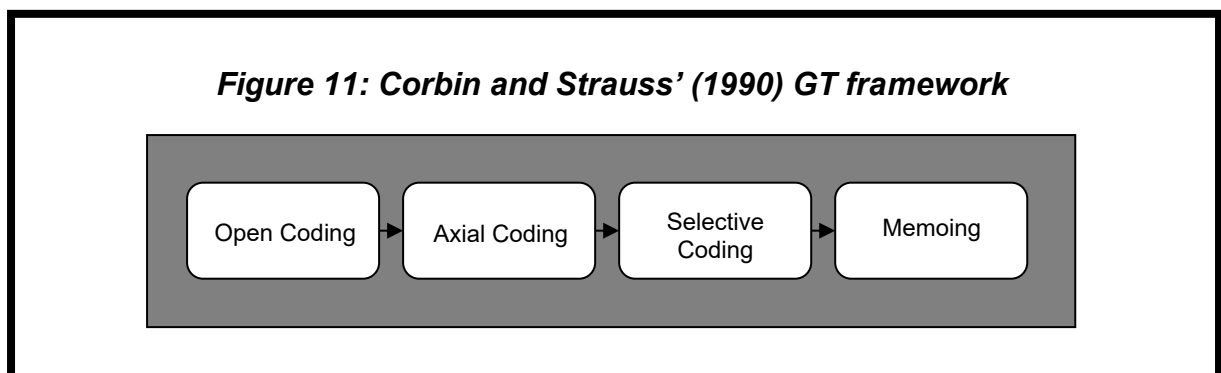 Figure 11: Corbin and Strauss’ (1990) GT framework
Open Coding
Axial Coding
Selective
Coding
Memoing